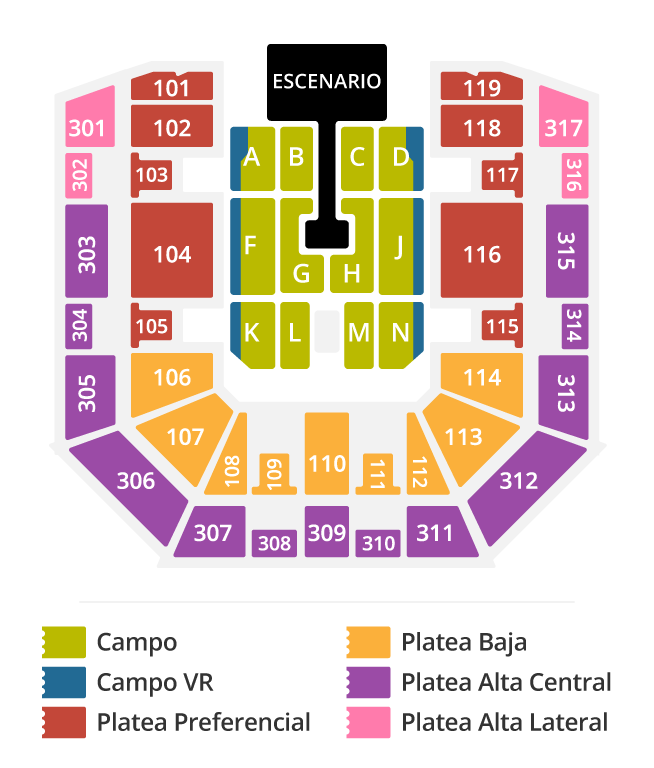 ESCENARIO
101
119
301
102
118
317
A
B
C
D
302
103
117
316
303
104
F
J
116
315
G
H
304
105
K
L
M
N
115
314
305
106
114
313
107
113
306
108
109
110
111
112
312
307
308
309
310
311
Campo
Platea Baja
Campo VR
Platea Alta Central
Platea Preferencial
Platea Alta Lateral